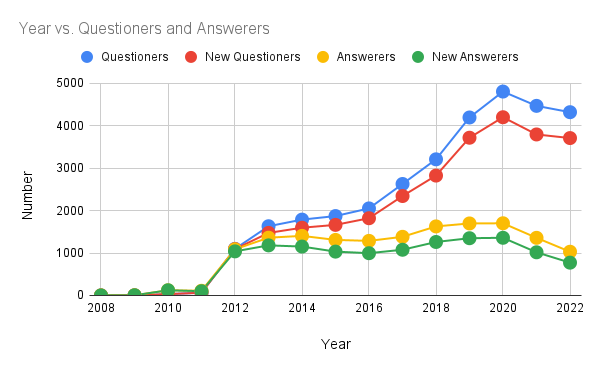 Year vs. Questioners and Answerers
Questioners New Questioners Answerers New Answerers
5000
4000
3000
2000
1000
0
Number
2008 2010 2012 2014 2016 2018 2020 2022
Year